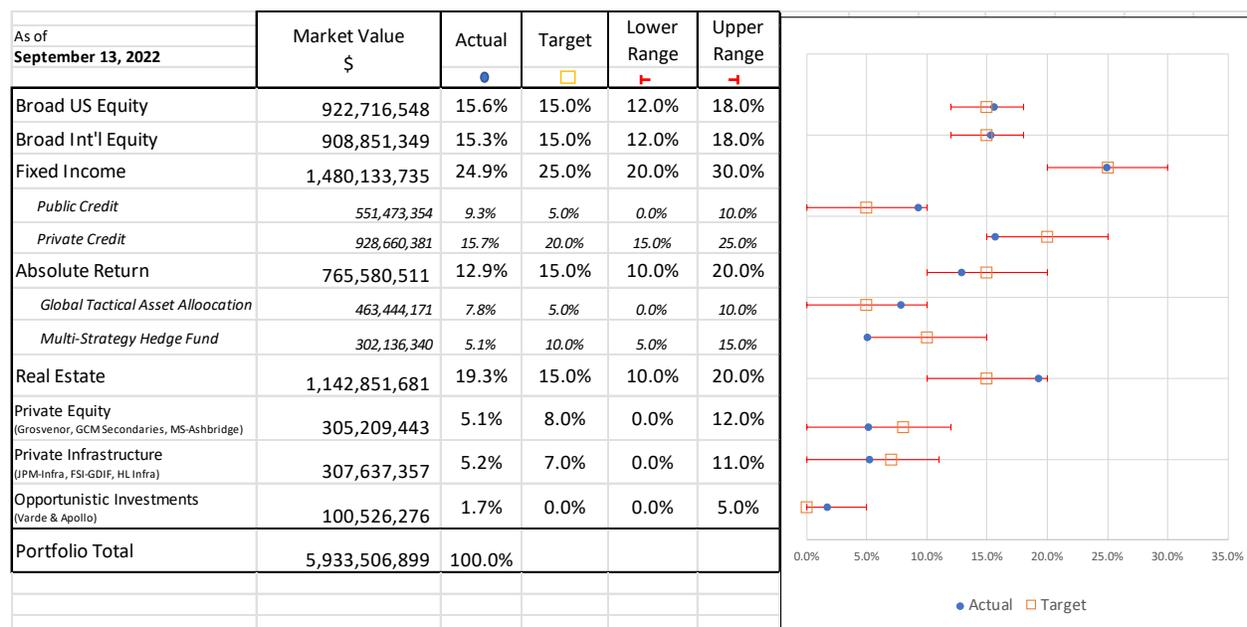 As of
September 13, 2022
Market Value
$
Actual
Target
Lower
Range
Upper
Range
Broad US Equity 922,716,548 15.6% 15.0% 12.0% 18.0%
Broad Int'l Equity 908,851,349 15.3% 15.0% 12.0% 18.0%
Fixed Income 1,480,133,735 24.9% 25.0% 20.0% 30.0%
Public Credit 551,473,354 9.3% 5.0% 0.0% 10.0%
Private Credit 928,660,381 15.7% 20.0% 15.0% 25.0%
Absolute Return 765,580,511 12.9% 15.0% 10.0% 20.0%
Global Tactical Asset Alloocation 463,444,171 7.8% 5.0% 0.0% 10.0%
Multi-Strategy Hedge Fund 302,136,340 5.1% 10.0% 5.0% 15.0%
Real Estate 1,142,851,681 19.3% 15.0% 10.0% 20.0%
Private Equity 305,209,443 5.1% 8.0% 0.0% 12.0%
(Grosvenor, GCM Secondaries, MS-Ashbridge)
Private Infrastructure 307,637,357 5.2% 7.0% 0.0% 11.0%
(JPM-Infra, FSI-GDIF, HL Infra)
Opportunistic Investments 100,526,276 1.7% 0.0% 0.0% 5.0%
(Varde & Apollo)
Portfolio Total 5,933,506,899 100.0%
0.0% 5.0% 10.0% 15.0% 20.0% 25.0% 30.0% 35.0%
Actual Target